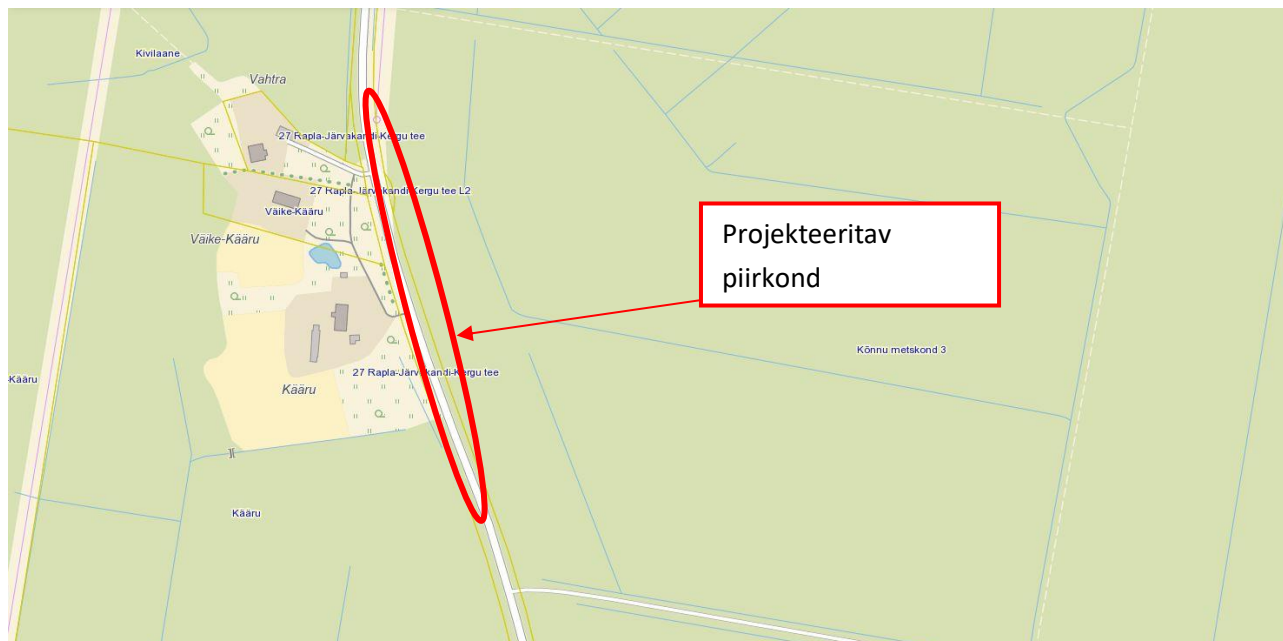 Kivilaane
Vahtra
27 Rapla-Järvakandi-Kergu tee
27 Rapla-Järvakandi-Kergu tee L2
Väike-Kääru
Väike-Kääru
Projekteeritav
piirkond
Kõnnu metskond 3
27 Rapla-Järvakandi-Kergu tee
-Kääru
Kääru
Kääru